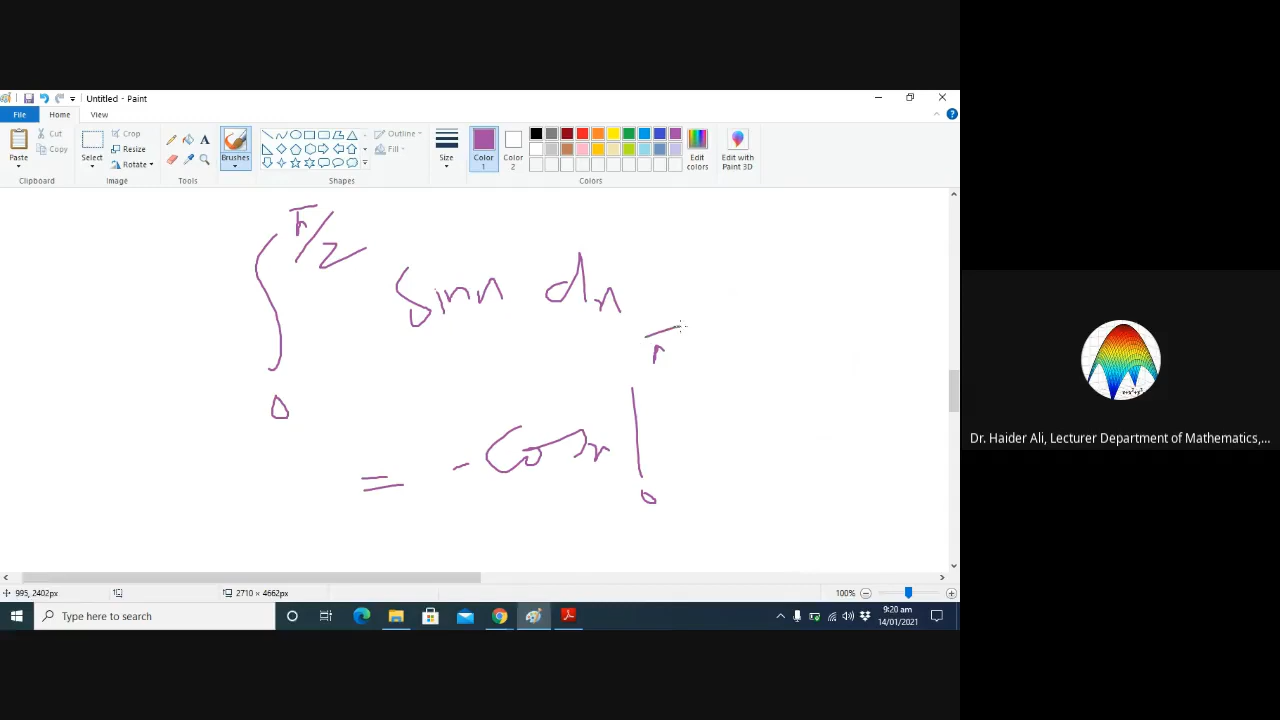 Untitled - Paint
File Home View
Paste Cut Copy Clipboard
Select Crop Resize Rotate Image
Tools
Brushes
Outline Fill Shapes
Size
Color 1
Color 2
Edit colors
Colors
Edit with Paint 3D
∫₀^π/2 Sinx dx
= - Cosx |₀^π
Dr. Haider Ali, Lecturer Department of Mathematics,...
995, 2402px
2710 × 4662px
100%
Type here to search
9:20 am
14/01/2021